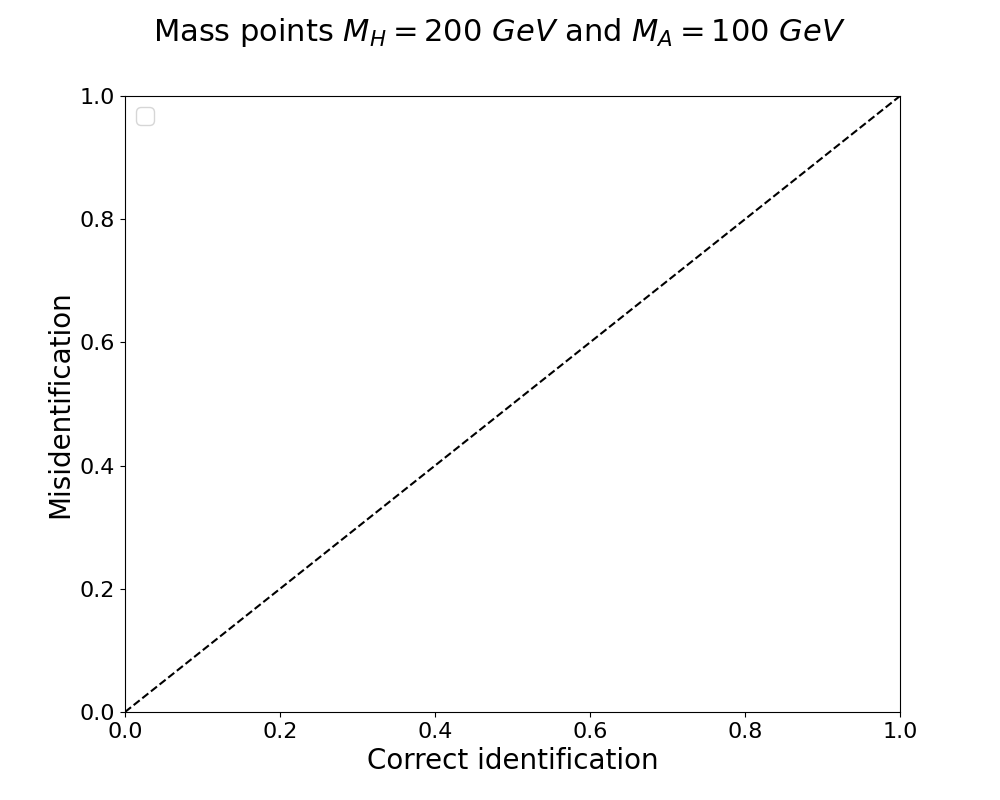 Mass points $M_H = 200\ GeV$ and $M_A = 100\ GeV$
1.0
0.8
0.6
0.4
0.2
0.0
Misidentification
0.0 0.2 0.4 0.6 0.8 1.0
Correct identification